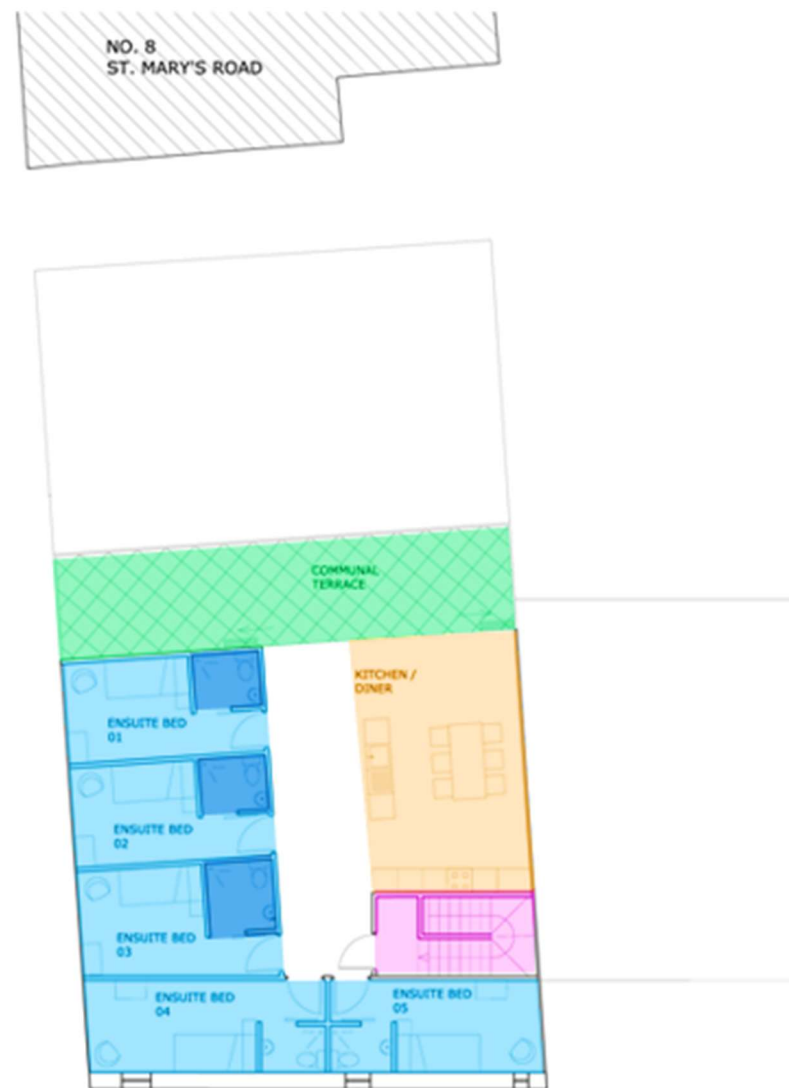 NO. 8
ST. MARY'S ROAD
COMMUNAL
TERRACE
KITCHEN /
DINER
ENSUITE BED
01
ENSUITE BED
02
ENSUITE BED
03
ENSUITE BED
04
ENSUITE BED
05